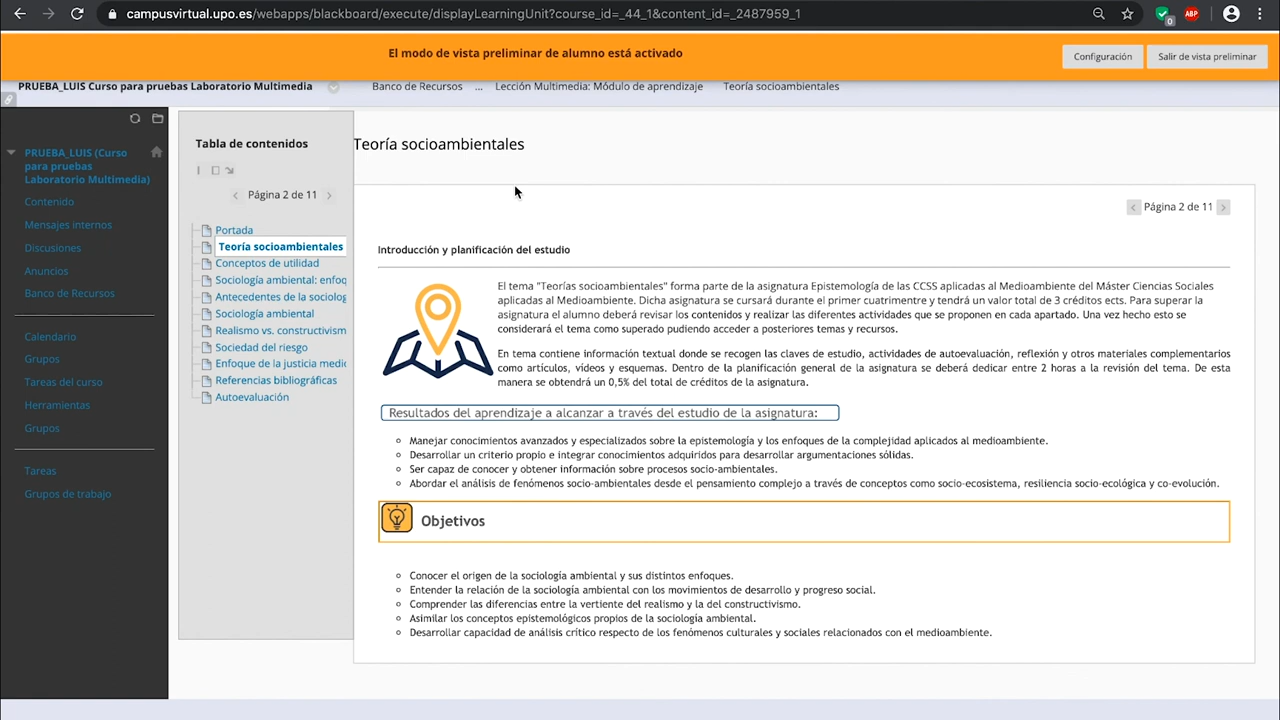 campusvirtual.upo.es/webapps/blackboard/execute/displayLearningUnit?course_id=_44_1&content_id=_2487959_1
0
ABP
El modo de vista preliminar de alumno está activado
Configuración
Salir de vista preliminar
PRUEBA_LUIS Curso para pruebas Laboratorio Multimedia
Banco de Recursos
...
Lección Multimedia: Módulo de aprendizaje
Teoría socioambientales
PRUEBA_LUIS (Curso
para pruebas
Laboratorio Multimedia)
Contenido
Mensajes internos
Discusiones
Anuncios
Banco de Recursos
Calendario
Grupos
Tareas del curso
Herramientas
Grupos
Tareas
Grupos de trabajo
Tabla de contenidos
Página 2 de 11
Portada
Teoría socioambientales
Conceptos de utilidad
Sociología ambiental: enfoq
Antecedentes de la sociolog
Sociología ambiental
Realismo vs. constructivism
Sociedad del riesgo
Enfoque de la justicia medic
Referencias bibliográficas
Autoevaluación
Teoría socioambientales
Página 2 de 11
Introducción y planificación del estudio
El tema "Teorías socioambientales" forma parte de la asignatura Epistemología de las CCSS aplicadas al Medioambiente del Máster Ciencias Sociales
aplicadas al Medioambiente. Dicha asignatura se cursará durante el primer cuatrimentre y tendrá un valor total de 3 créditos ects. Para superar la
asignatura el alumno deberá revisar los contenidos y realizar las diferentes actividades que se proponen en cada apartado. Una vez hecho esto se
considerará el tema como superado pudiendo acceder a posteriores temas y recursos.
En tema contiene información textual donde se recogen las claves de estudio, actividades de autoevaluación, reflexión y otros materiales complementarios
como artículos, vídeos y esquemas. Dentro de la planificación general de la asignatura se deberá dedicar entre 2 horas a la revisión del tema. De esta
manera se obtendrá un 0,5% del total de créditos de la asignatura.
Resultados del aprendizaje a alcanzar a través del estudio de la asignatura:
Manejar conocimientos avanzados y especializados sobre la epistemología y los enfoques de la complejidad aplicados al medioambiente.
Desarrollar un criterio propio e integrar conocimientos adquiridos para desarrollar argumentaciones sólidas.
Ser capaz de conocer y obtener información sobre procesos socio-ambientales.
Abordar el análisis de fenómenos socio-ambientales desde el pensamiento complejo a través de conceptos como socio-ecosistema, resiliencia socio-ecológica y co-evolución.
Objetivos
Conocer el origen de la sociología ambiental y sus distintos enfoques.
Entender la relación de la sociología ambiental con los movimientos de desarrollo y progreso social.
Comprender las diferencias entre la vertiente del realismo y la del constructivismo.
Asimilar los conceptos epistemológicos propios de la sociología ambiental.
Desarrollar capacidad de análisis crítico respecto de los fenómenos culturales y sociales relacionados con el medioambiente.